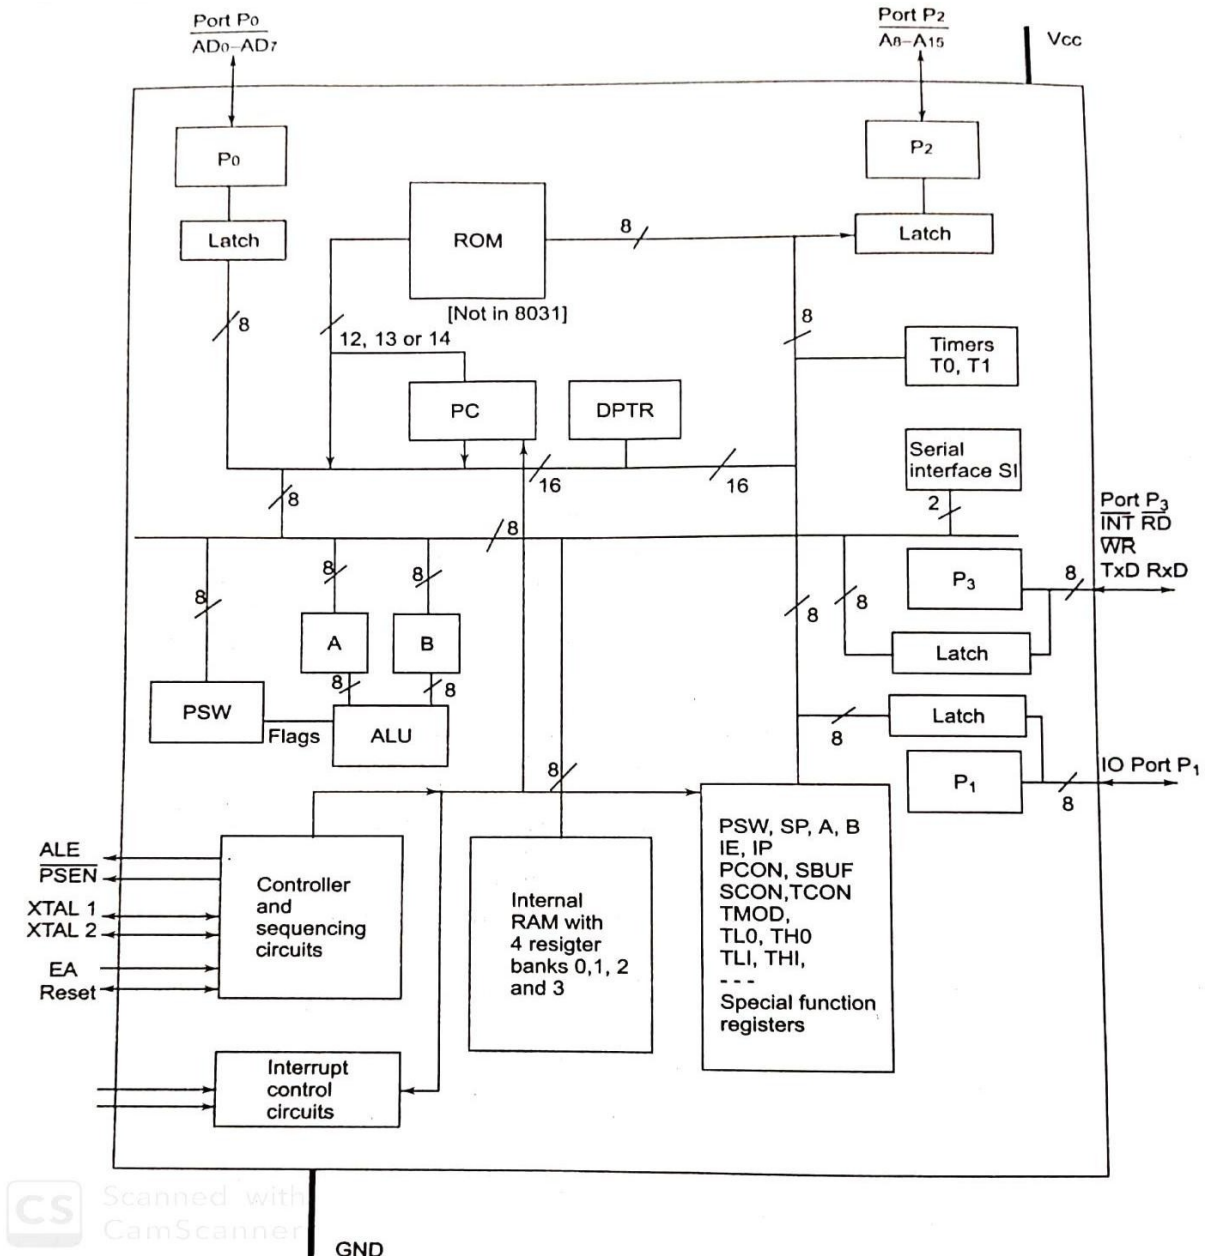 Port P0
AD0–AD7
Port P2
A8–A15
Vcc
P0
P2
Latch
ROM
8
Latch
[Not in 8031]
8
12, 13 or 14
8
Timers
T0, T1
PC
DPTR
Serial
interface SI
16
16
8
2
8
Port P3
INT RD
WR
TxD RxD
P3
8
8
8
8
8
8
A
B
Latch
8
8
PSW
Flags
ALU
Latch
8
IO Port P1
P1
8
8
ALE
PSEN
XTAL 1
XTAL 2
EA
Reset
Controller
and
sequencing
circuits
Internal
RAM with
4 resigter
banks 0,1, 2
and 3
PSW, SP, A, B
IE, IP
PCON, SBUF
SCON,TCON
TMOD,
TL0, TH0
TLI, THI,
- - -
Special function
registers
Interrupt
control
circuits
GND
CS
Scanned with
CamScanner